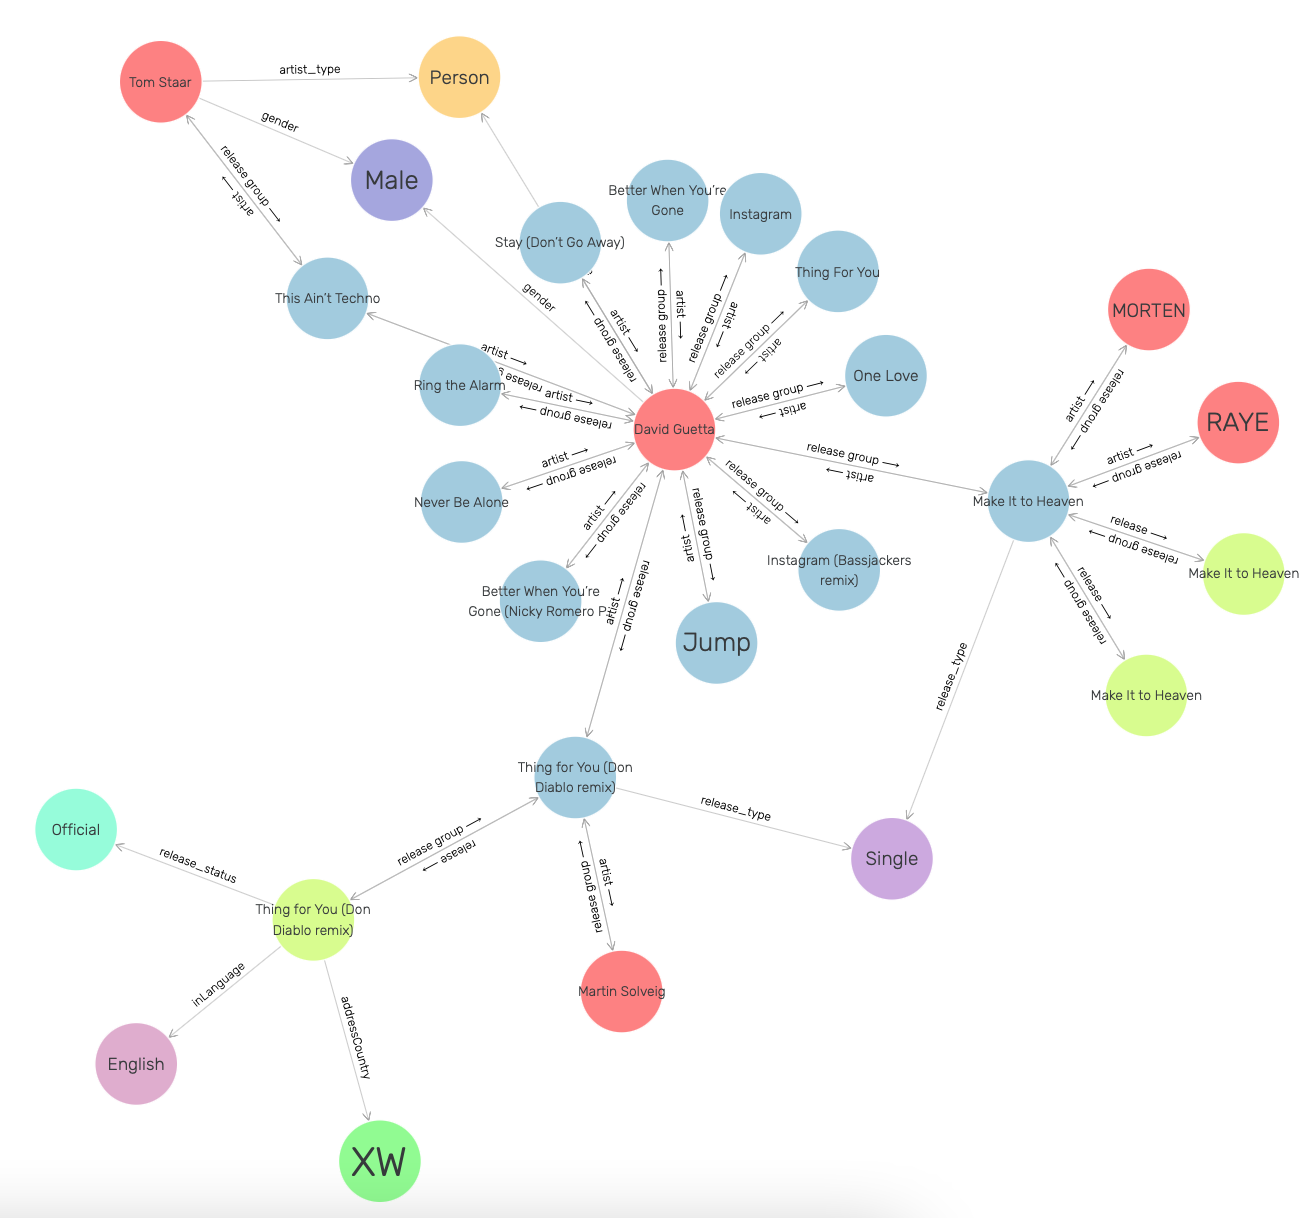 Tom Staar
artist_type
Person
gender
Male
release group →
artist →
This Ain't Techno
Stay (Don't Go Away)
Better When You're
Gone
Instagram
Thing For You
One Love
gender
artist →
release group →
release group →
artist →
release group →
artist →
release group →
artist →
release group →
artist →
artist →
release
Ring the Alarm
artist →
release group →
David Guetta
Never Be Alone
artist →
release group →
artist →
release group →
Better When You're
Gone (Nicky Romero
artist →
release group →
release group →
artist →
Jump
release group →
artist →
Instagram (Bassjackers
remix)
release group →
artist →
Make It to Heaven
MORTEN
artist →
release group →
RAYE
artist →
release group →
release →
release group →
Make It to Heaven
release →
release group →
Make It to Heaven
release_type
Thing for You (Don
Diablo remix)
release_type
Single
release group →
release →
artist →
release group →
Official
release_status
Thing for You (Don
Diablo remix)
Martin Solveig
inLanguage
English
addressCountry
XW